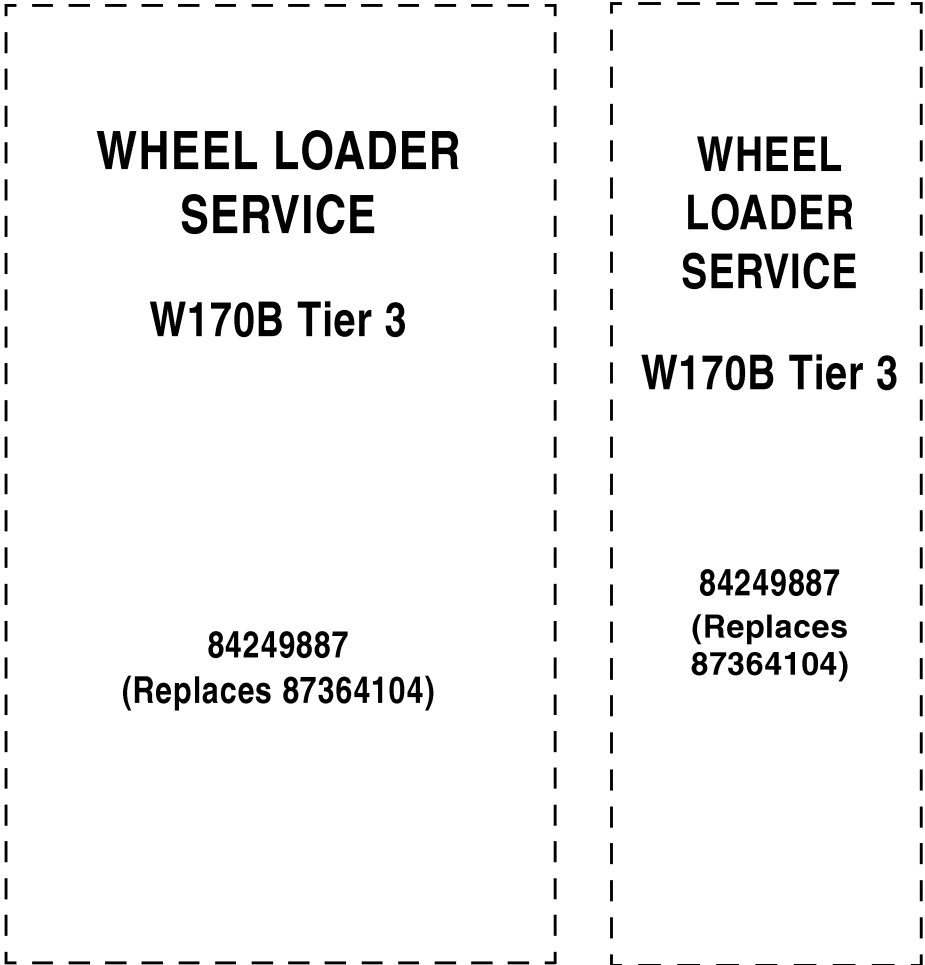 WHEEL LOADER
SERVICE
W170B Tier 3
84249887
(Replaces 87364104)
WHEEL
LOADER
SERVICE
W170B Tier 3
84249887
(Replaces
87364104)